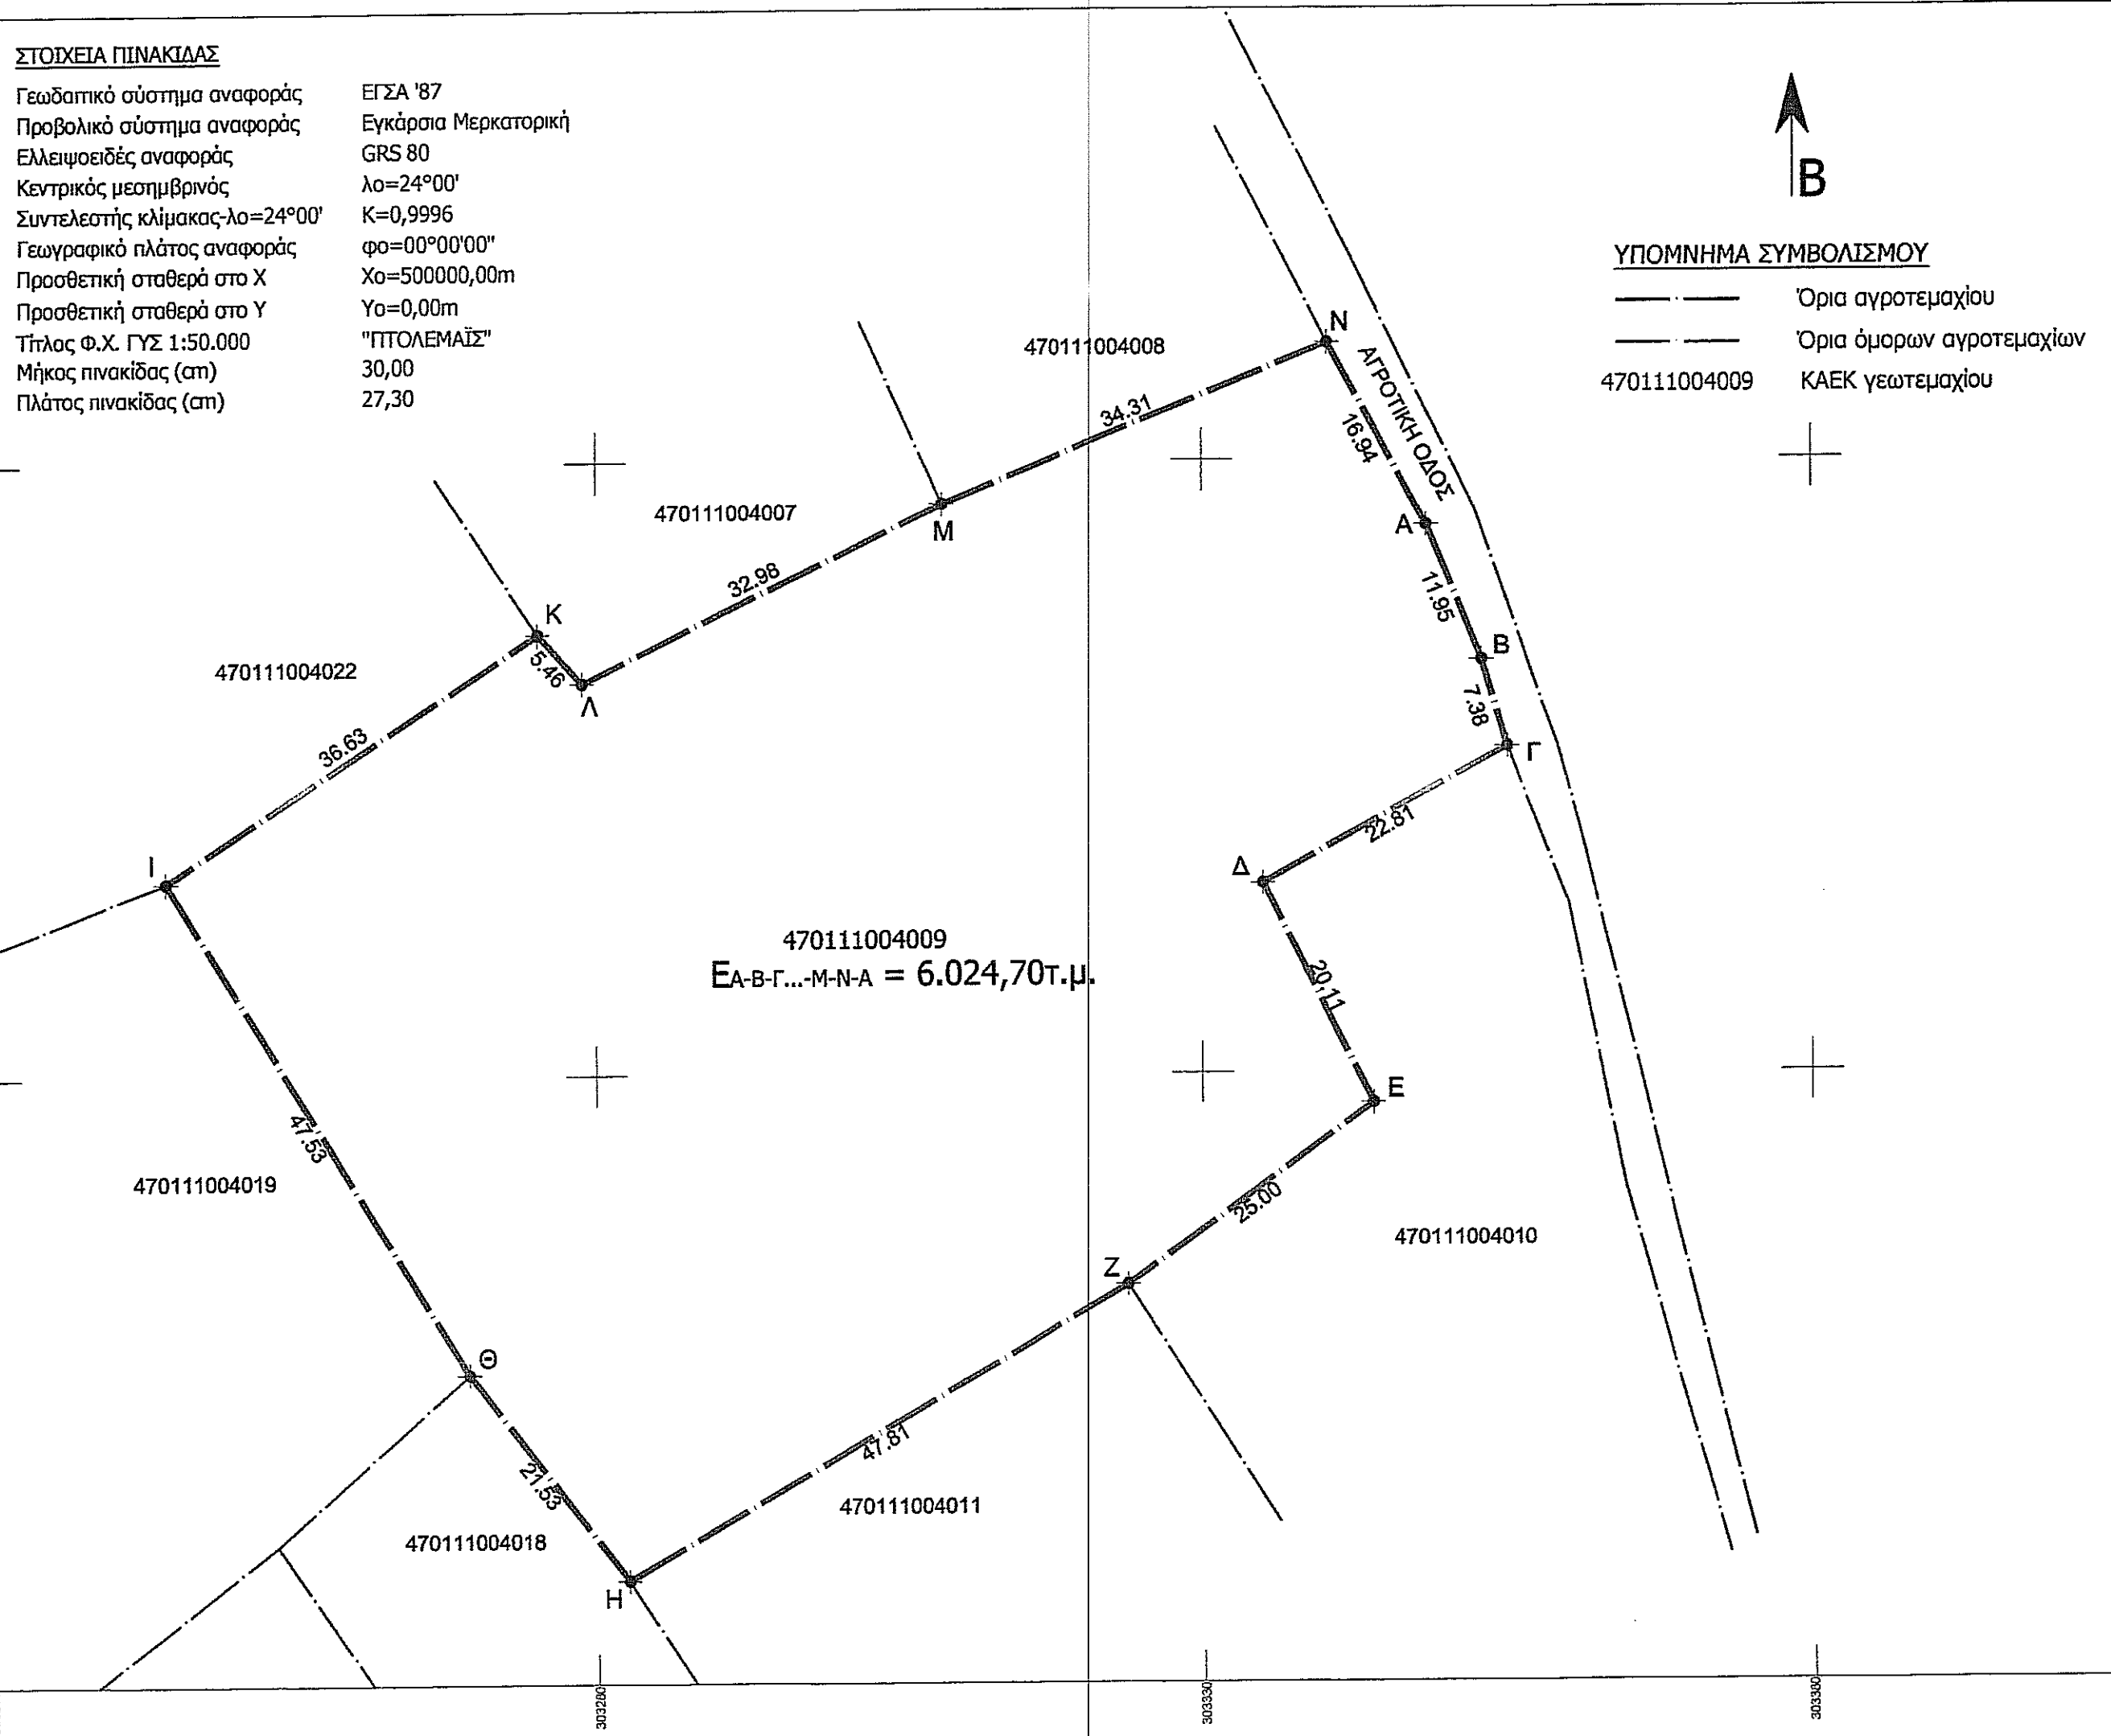 ΣΤΟΙΧΕΙΑ ΠΙΝΑΚΙΔΑΣ
Γεωδαιτικό σύστημα αναφοράς ΕΓΣΑ '87
Προβολικό σύστημα αναφοράς Εγκάρσια Μερκατορική
Ελλειψοειδές αναφοράς GRS 80
Κεντρικός μεσημβρινός λο=24°00'
Συντελεστής κλίμακας-λο=24°00' Κ=0,9996
Γεωγραφικό πλάτος αναφοράς φο=00°00'00"
Προσθετική σταθερά στο Χ Χο=500000,00m
Προσθετική σταθερά στο Υ Υο=0,00m
Τίτλος Φ.Χ. ΓΥΣ 1:50.000 "ΠΤΟΛΕΜΑΪΣ"
Μήκος πινακίδας (cm) 30,00
Πλάτος πινακίδας (cm) 27,30
Β
ΥΠΟΜΝΗΜΑ ΣΥΜΒΟΛΙΣΜΟΥ
Όρια αγροτεμαχίου
Όρια όμορων αγροτεμαχίων
470111004009 ΚΑΕΚ γεωτεμαχίου
Ν
470111004008
ΑΓΡΟΤΙΚΗ ΟΔΟΣ
34.31
16.94
470111004007
Μ
Α
32.98
11.95
Κ
5.46
Β
470111004022
Λ
7.38
36.63
Γ
22.81
Ι
Δ
470111004009
ΕΑ-Β-Γ...-Μ-Ν-Α = 6.024,70τ.μ.
20.11
Ε
47.53
470111004019
25.00
470111004010
Ζ
Θ
47.81
21.53
470111004011
470111004018
Η
303280
303330
303380